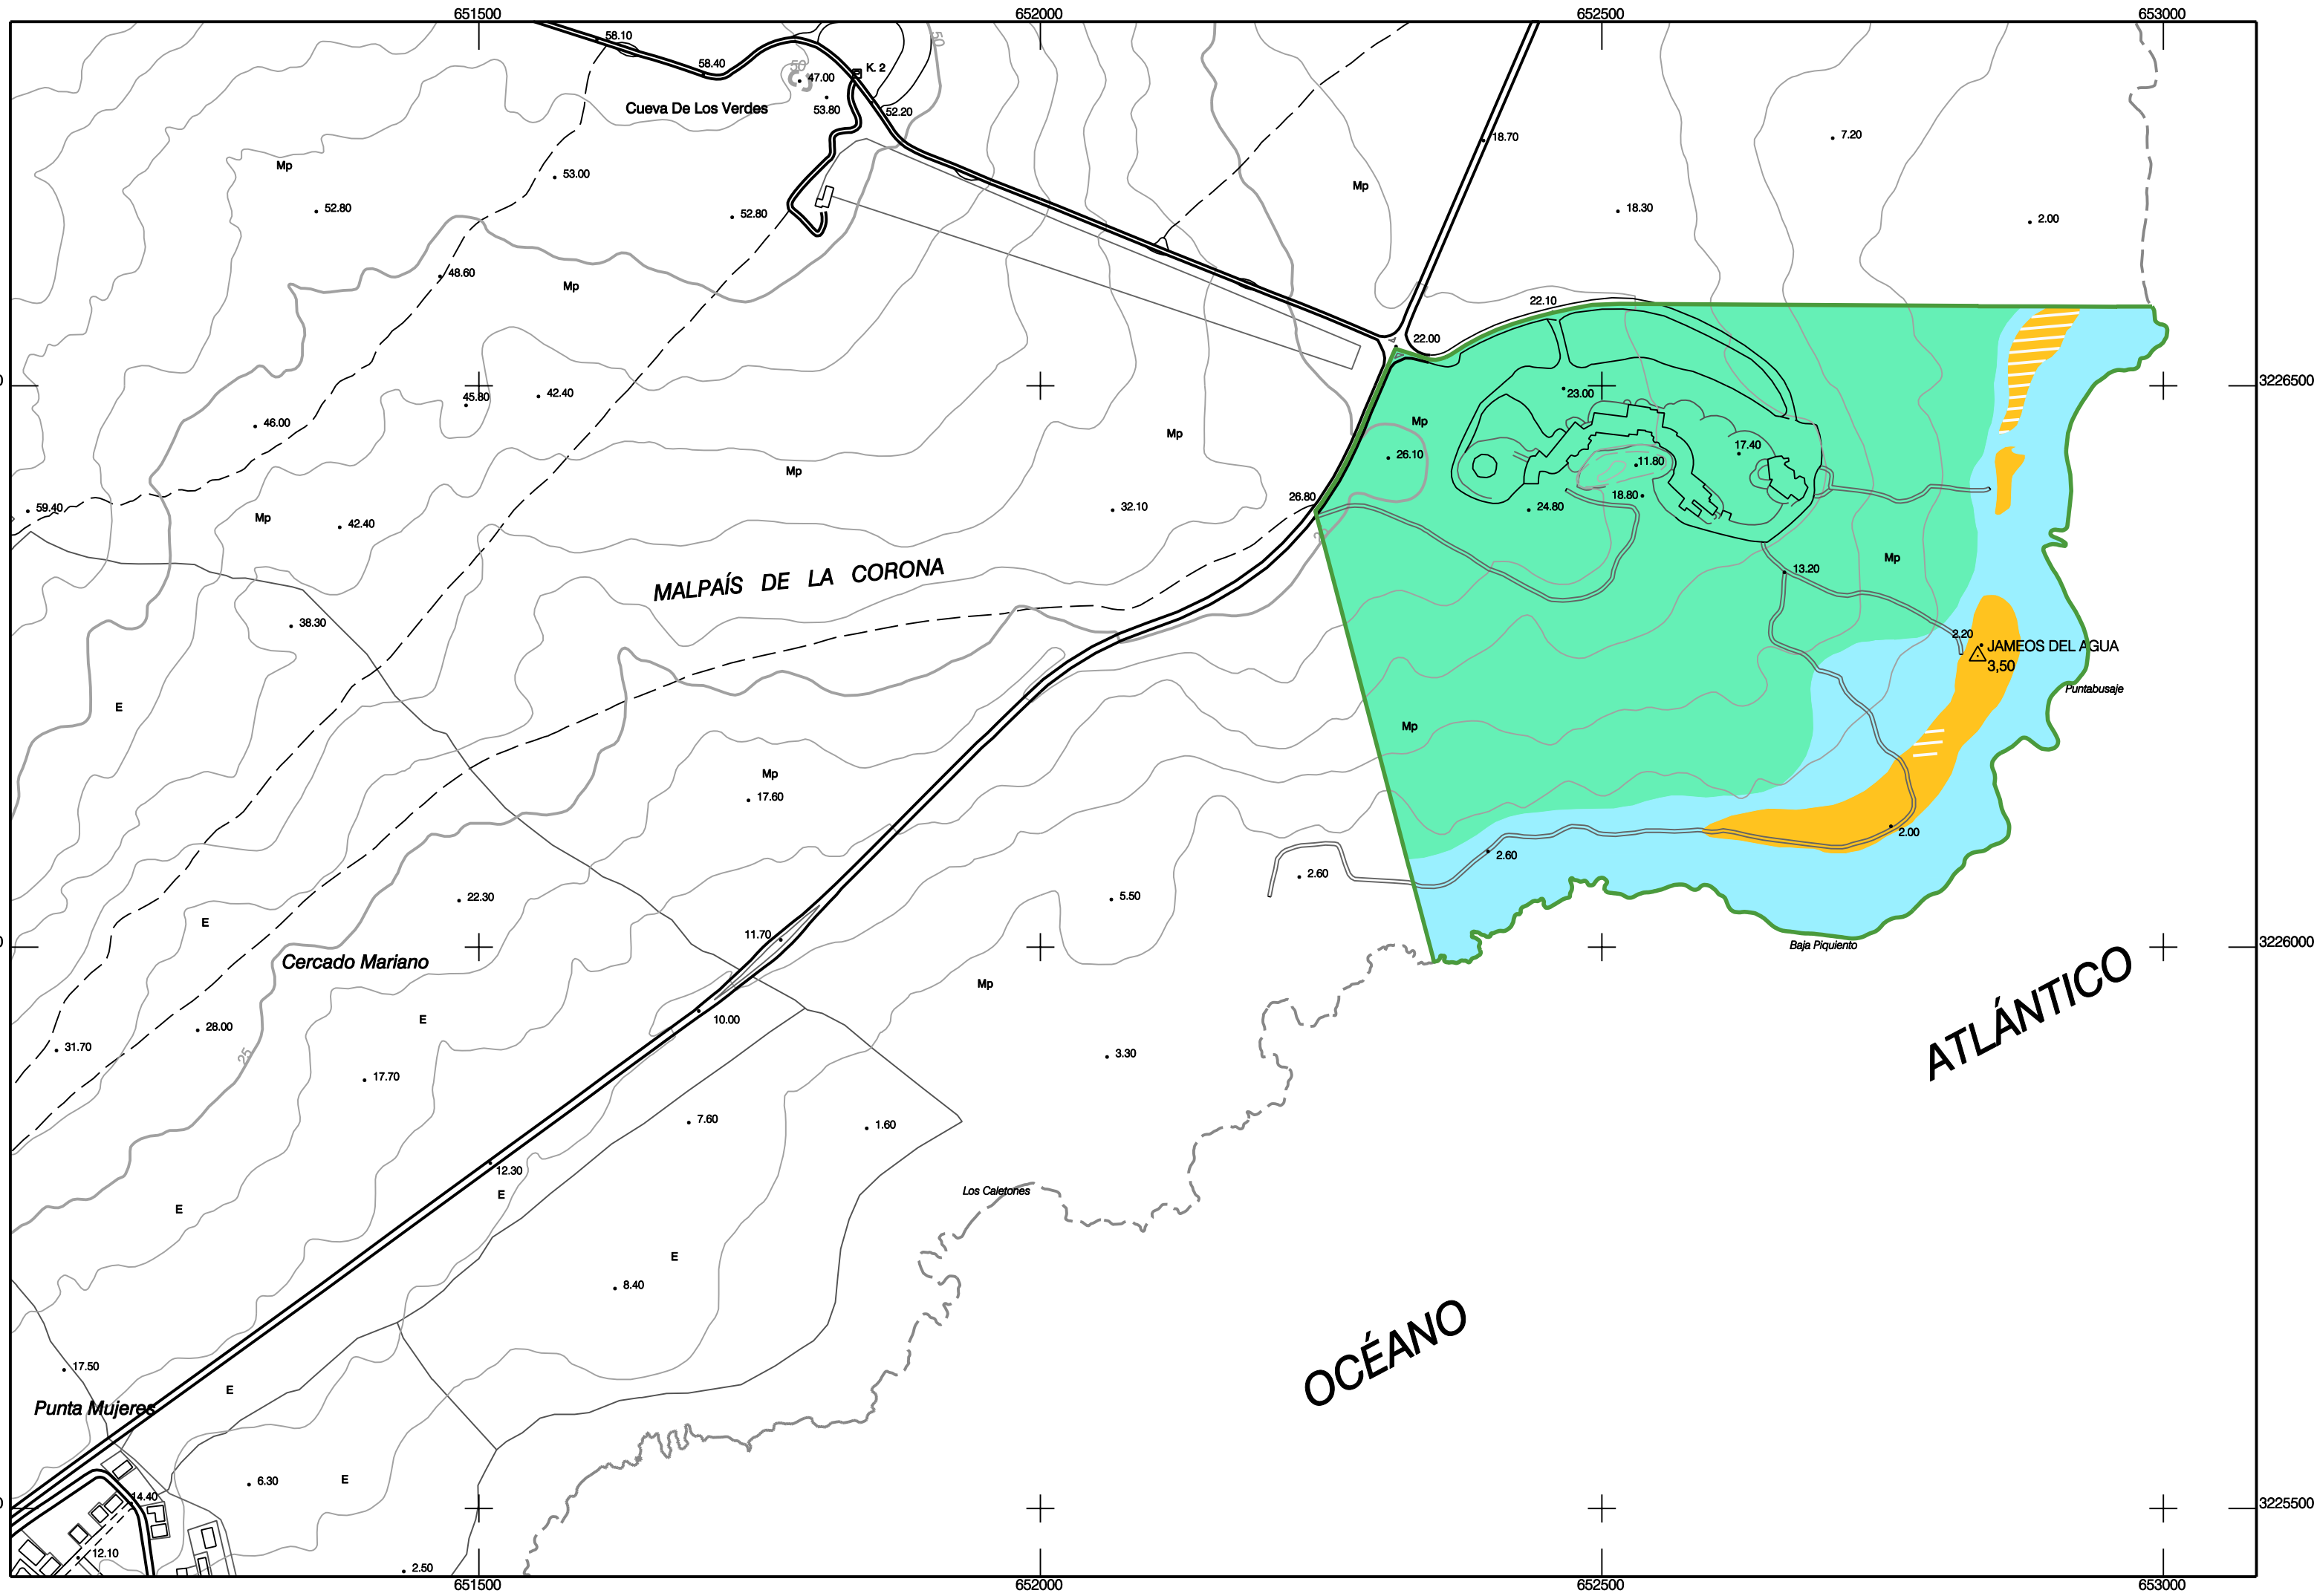 651500
652000
652500
653000
58.10
50
58.40
50
47.00
K. 2
53.80
52.20
Cueva De Los Verdes
18.70
7.20
Mp
53.00
Mp
52.80
52.80
18.30
2.00
48.60
Mp
22.10
22.00
3226500
45.80
42.40
23.00
46.00
Mp
Mp
17.40
26.10
11.80
Mp
59.40
26.80
18.80
32.10
24.80
Mp
42.40
Mp
13.20
MALPAÍS DE LA CORONA
38.30
2.20
JAMEOS DEL AGUA
3,50
Puntabusaje
E
Mp
Mp
17.60
2.00
2.60
2.60
22.30
5.50
E
11.70
3226000
Baja Piquiento
Cercado Mariano
Mp
ATLÁNTICO
E
10.00
28.00
25
31.70
3.30
17.70
7.60
1.60
12.30
E
Los Caletones
E
E
8.40
OCÉANO
17.50
E
Punta Mujeres
6.30
E
14.40
3225500
12.10
2.50
651500
652000
652500
653000